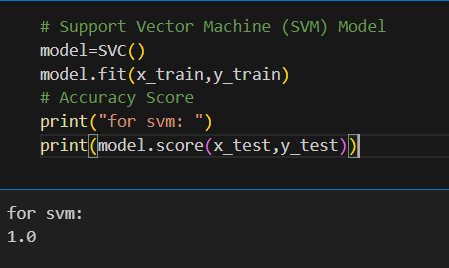 # Support Vector Machine (SVM) Model
model=SVC()
model.fit(x_train,y_train)
# Accuracy Score
print("for svm: ")
print(model.score(x_test,y_test))
for svm:
1.0